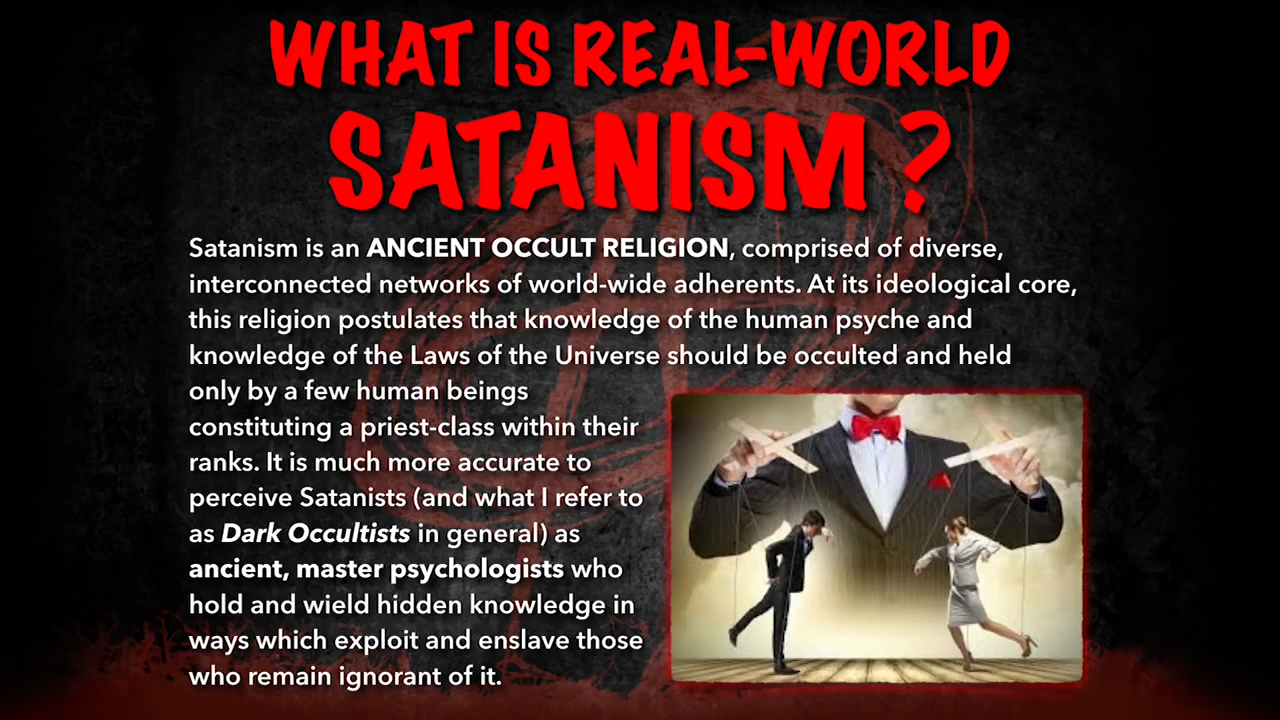 WHAT IS REAL-WORLD
SATANISM?
Satanism is an ANCIENT OCCULT RELIGION, comprised of diverse,
interconnected networks of world-wide adherents. At its ideological core,
this religion postulates that knowledge of the human psyche and
knowledge of the Laws of the Universe should be occulted and held
only by a few human beings
constituting a priest-class within their
ranks. It is much more accurate to
perceive Satanists (and what I refer to
as Dark Occultists in general) as
ancient, master psychologists who
hold and wield hidden knowledge in
ways which exploit and enslave those
who remain ignorant of it.